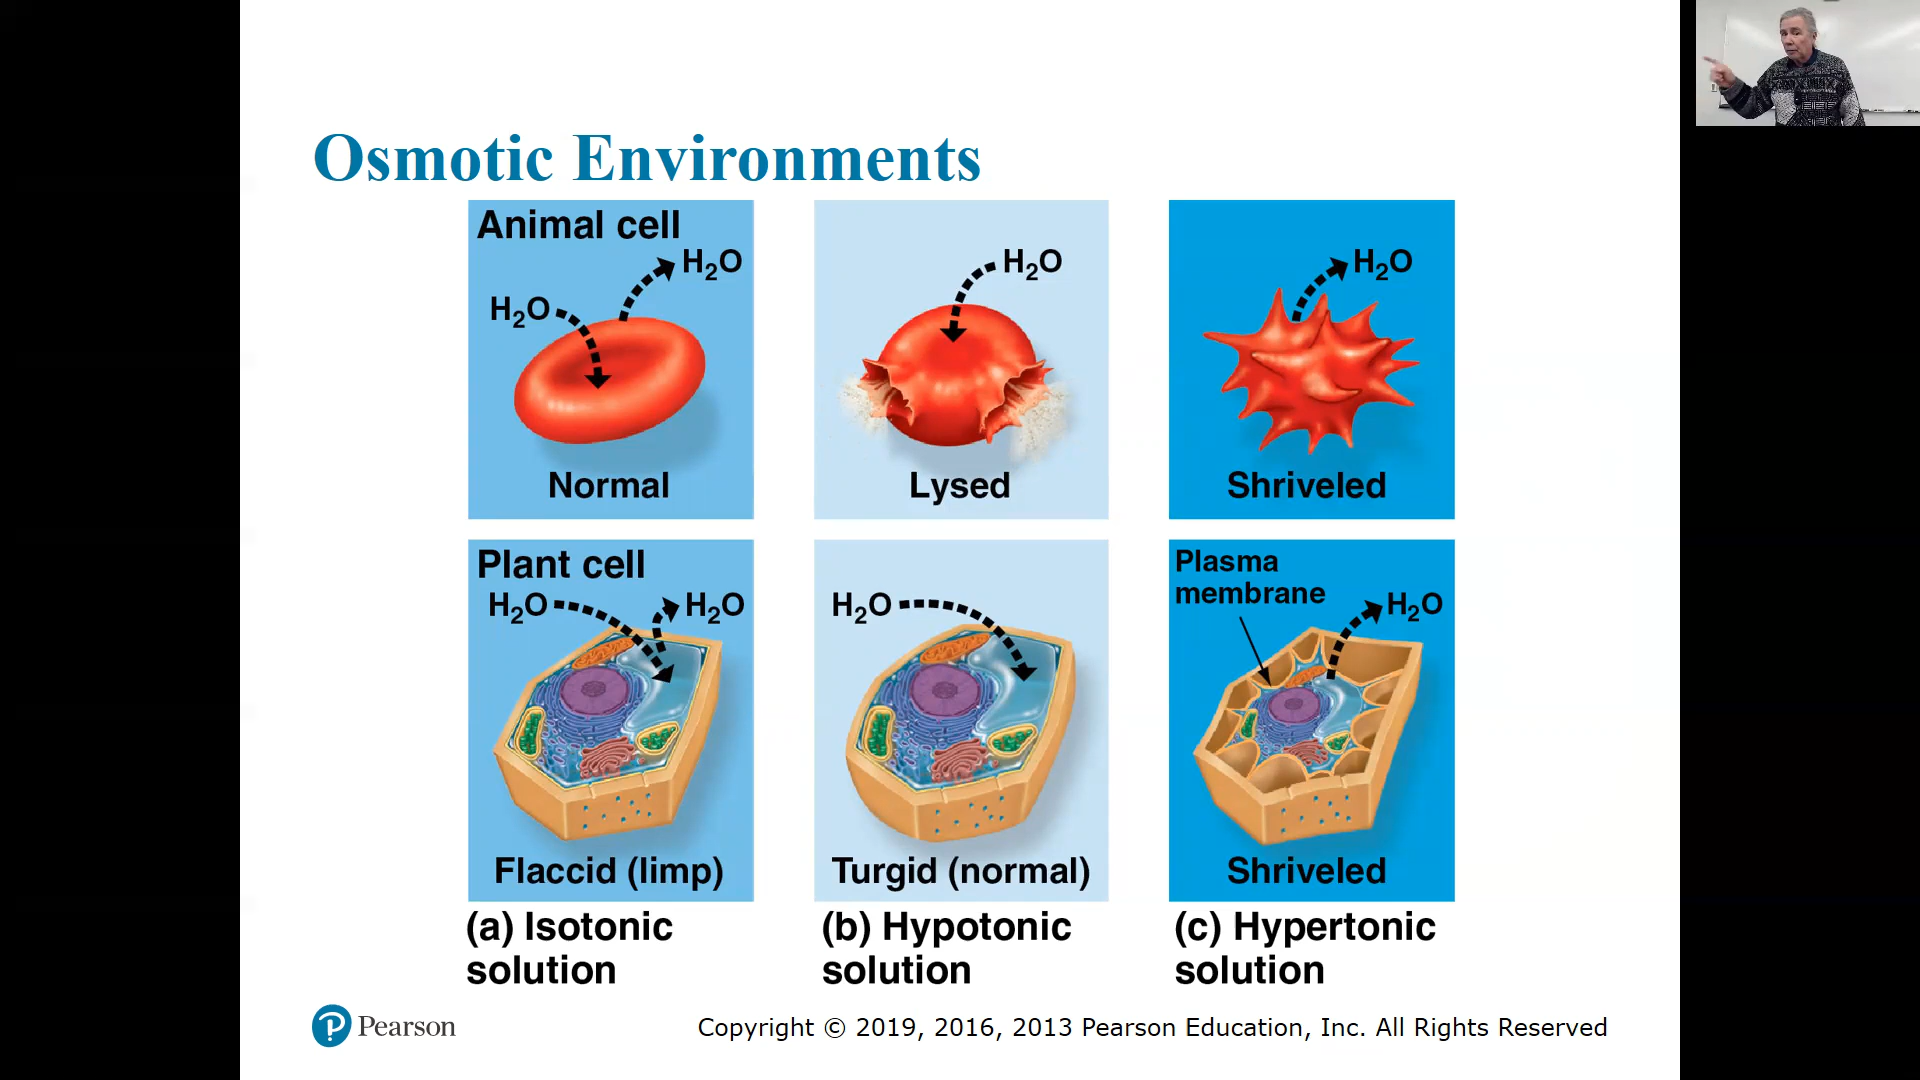 Osmotic Environments
Animal cell
H2O
H2O
Normal
H2O
Lysed
H2O
Shriveled
Plant cell
H2O
H2O
Flaccid (limp)
H2O
Turgid (normal)
Plasma
membrane
H2O
Shriveled
(a) Isotonic
solution
(b) Hypotonic
solution
(c) Hypertonic
solution
Pearson
Copyright © 2019, 2016, 2013 Pearson Education, Inc. All Rights Reserved